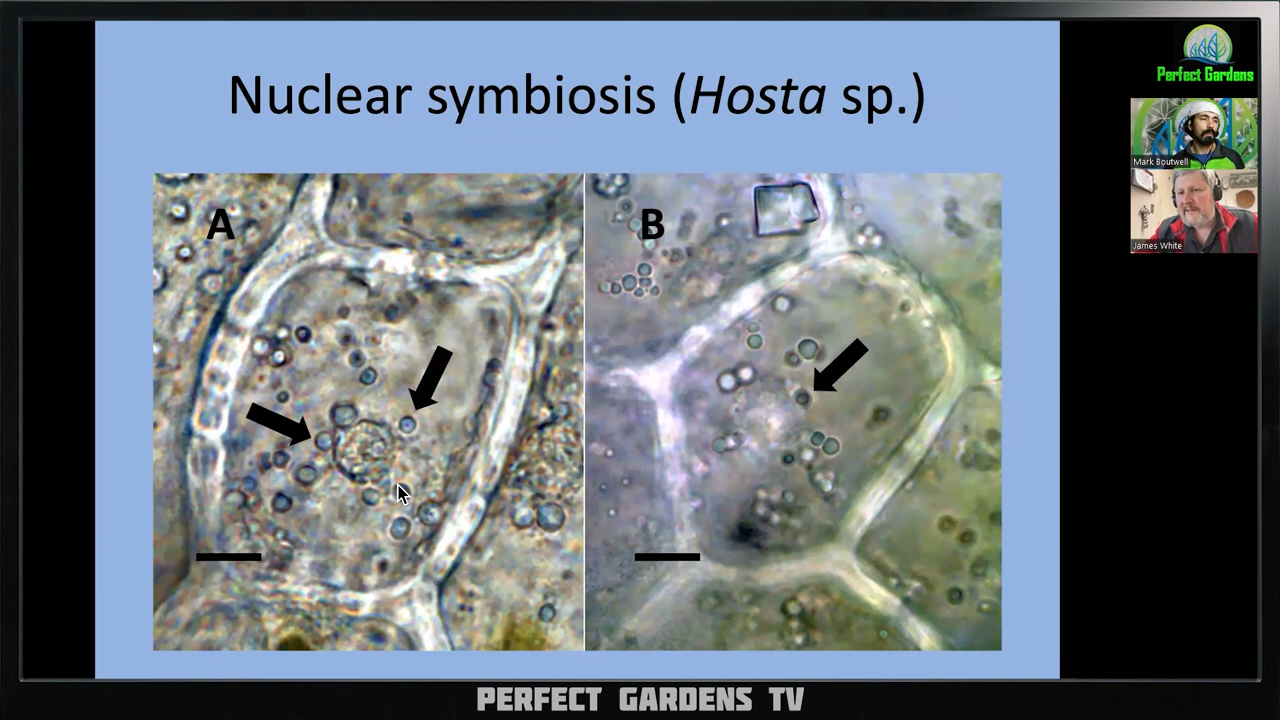 Nuclear symbiosis (Hosta sp.)
A
B
Perfect Gardens
Mark Boutwell
James White
PERFECT GARDENS TV